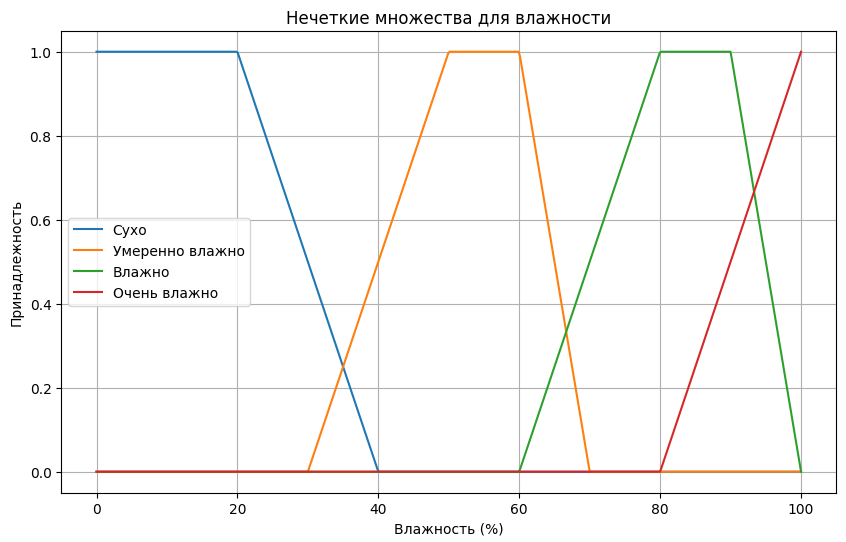 Нечеткие множества для влажности
1.0
0.8
0.6
0.4
0.2
0.0
Принадлежность
Сухо
Умеренно влажно
Влажно
Очень влажно
0 20 40 60 80 100
Влажность (%)